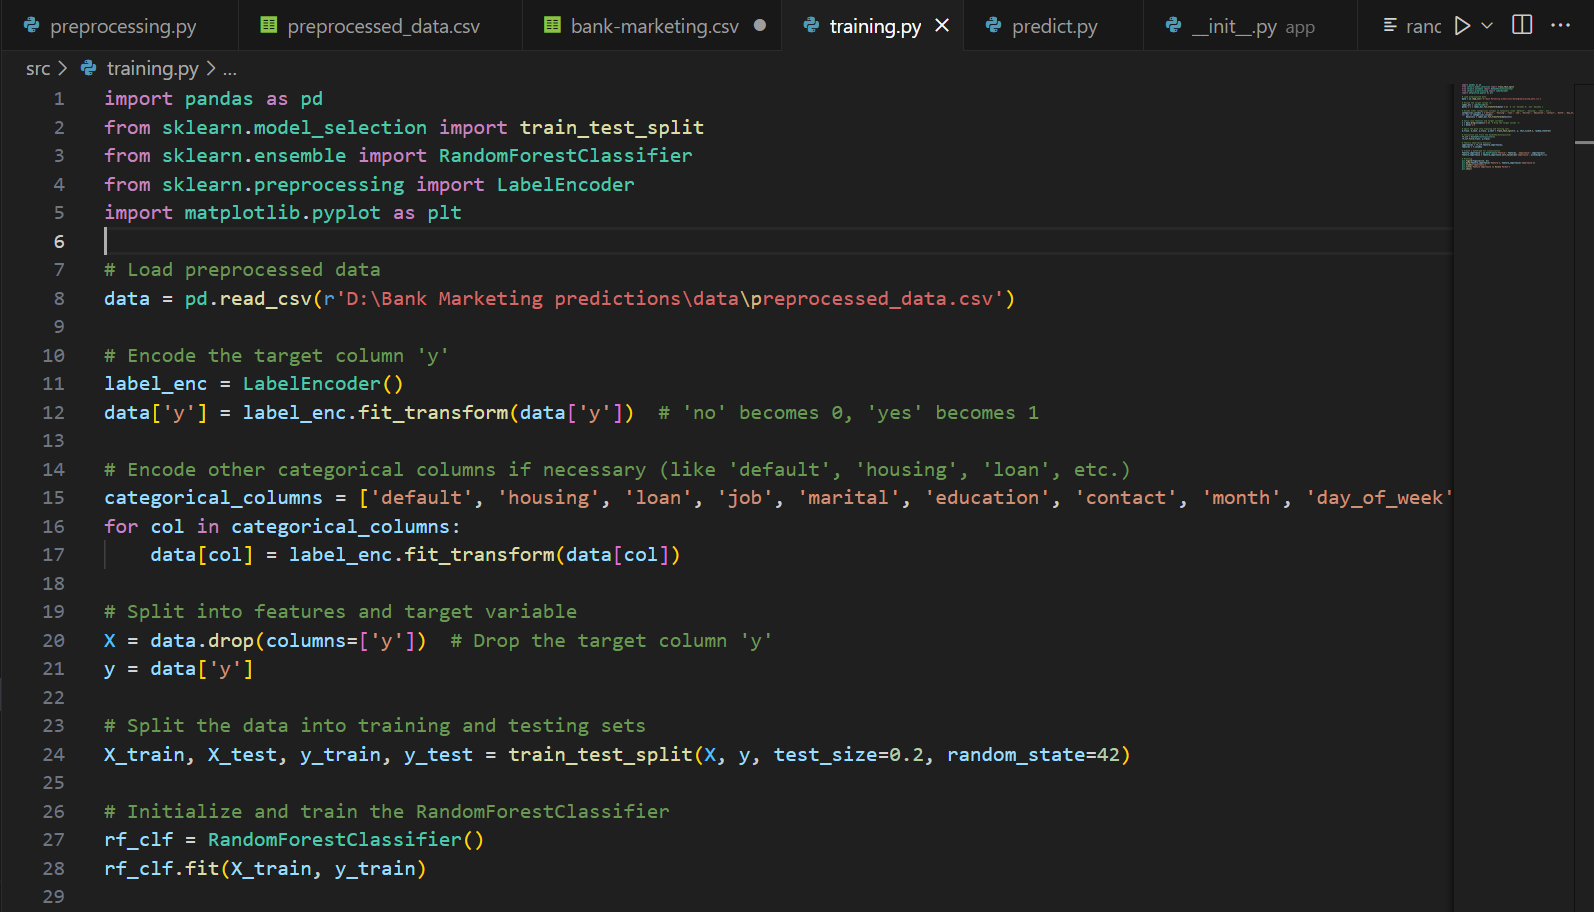 preprocessing.py preprocessed_data.csv bank-marketing.csv training.py predict.py __init__.py app ranc
src > training.py > ...
1 import pandas as pd
2 from sklearn.model_selection import train_test_split
3 from sklearn.ensemble import RandomForestClassifier
4 from sklearn.preprocessing import LabelEncoder
5 import matplotlib.pyplot as plt
6
7 # Load preprocessed data
8 data = pd.read_csv(r'D:\Bank Marketing predictions\data\preprocessed_data.csv')
9
10 # Encode the target column 'y'
11 label_enc = LabelEncoder()
12 data['y'] = label_enc.fit_transform(data['y'])  # 'no' becomes 0, 'yes' becomes 1
13
14 # Encode other categorical columns if necessary (like 'default', 'housing', 'loan', etc.)
15 categorical_columns = ['default', 'housing', 'loan', 'job', 'marital', 'education', 'contact', 'month', 'day_of_week'
16 for col in categorical_columns:
17     data[col] = label_enc.fit_transform(data[col])
18
19 # Split into features and target variable
20 X = data.drop(columns=['y'])  # Drop the target column 'y'
21 y = data['y']
22
23 # Split the data into training and testing sets
24 X_train, X_test, y_train, y_test = train_test_split(X, y, test_size=0.2, random_state=42)
25
26 # Initialize and train the RandomForestClassifier
27 rf_clf = RandomForestClassifier()
28 rf_clf.fit(X_train, y_train)
29